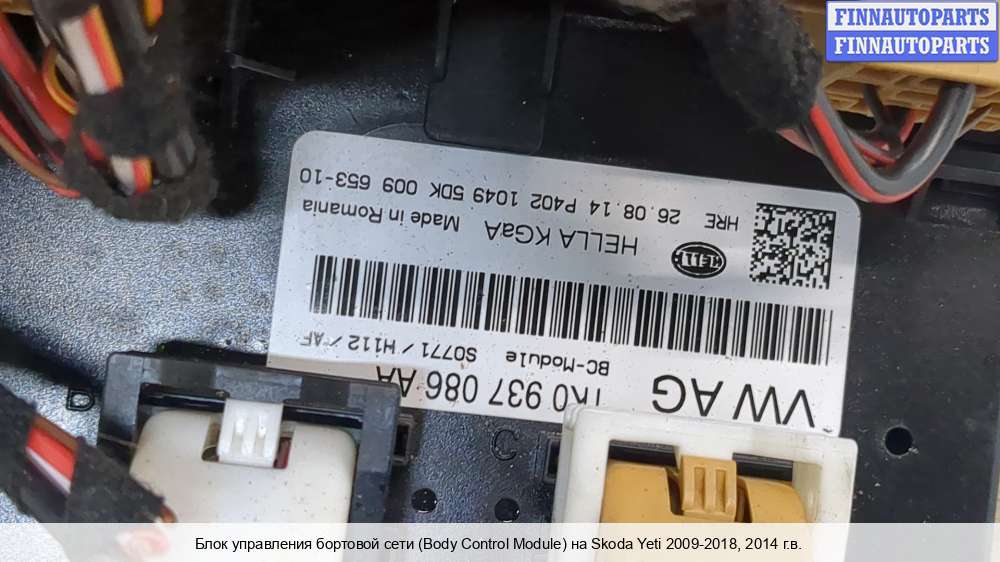 FINNAUTOPARTS
FINNAUTOPARTS
VW AG
1K0 937 086 AA
BC-Module
S0771 / H112 / AF
HELLA
HELLA KGaA
Made in Romania
HRE 26.08.14 P402 1049 5DK 009 653-10
C
Блок управления бортовой сети (Body Control Module) на Skoda Yeti 2009-2018, 2014 г.в.